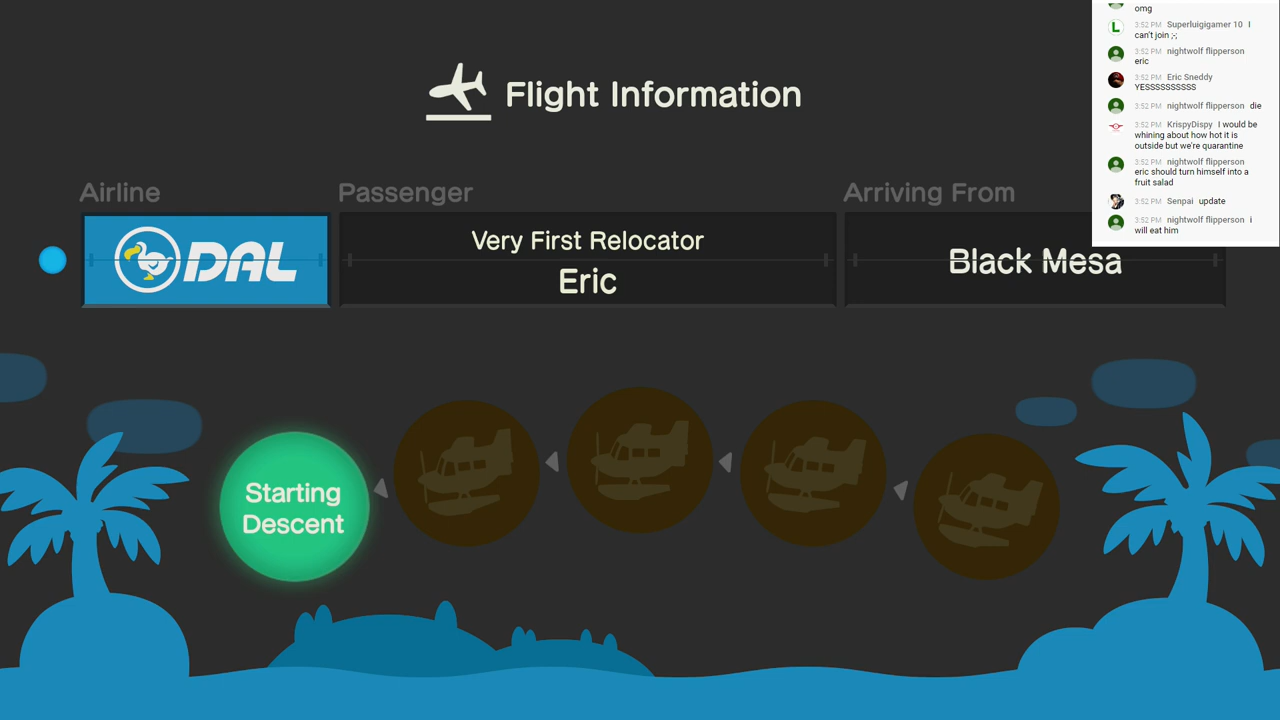 Flight Information
Airline
Passenger
Arriving From
DAL
Very First Relocator
Eric
Black Mesa
Starting
Descent
omg
3:52 PM Superluigigamer 10 I
can't join ;-;
3:52 PM nightwolf flipperson
eric
3:52 PM Eric Sneddy
YESSSSSSSSSS
3:52 PM nightwolf flipperson die
3:52 PM KrispyDispy I would be
whining about how hot it is
outside but we're quarantine
3:52 PM nightwolf flipperson
eric should turn himself into a
fruit salad
3:52 PM Senpai update
3:52 PM nightwolf flipperson i
will eat him